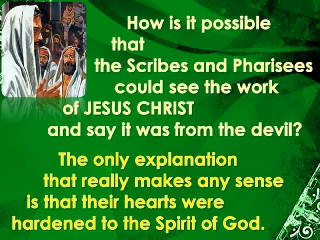 How is it possible
that
the Scribes and Pharisees
could see the work
of JESUS CHRIST
and say it was from the devil?
The only explanation
that really makes any sense
is that their hearts were
hardened to the Spirit of God.